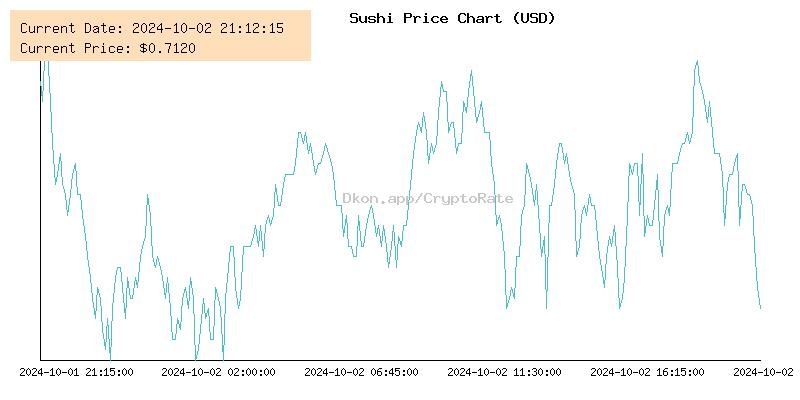 Sushi Price Chart (USD)
Current Date: 2024-10-02 21:12:15
Current Price: $0.7120
Dkon.app/CryptoRate
2024-10-01 21:15:00
2024-10-02 02:00:00
2024-10-02 06:45:00
2024-10-02 11:30:00
2024-10-02 16:15:00
2024-10-02